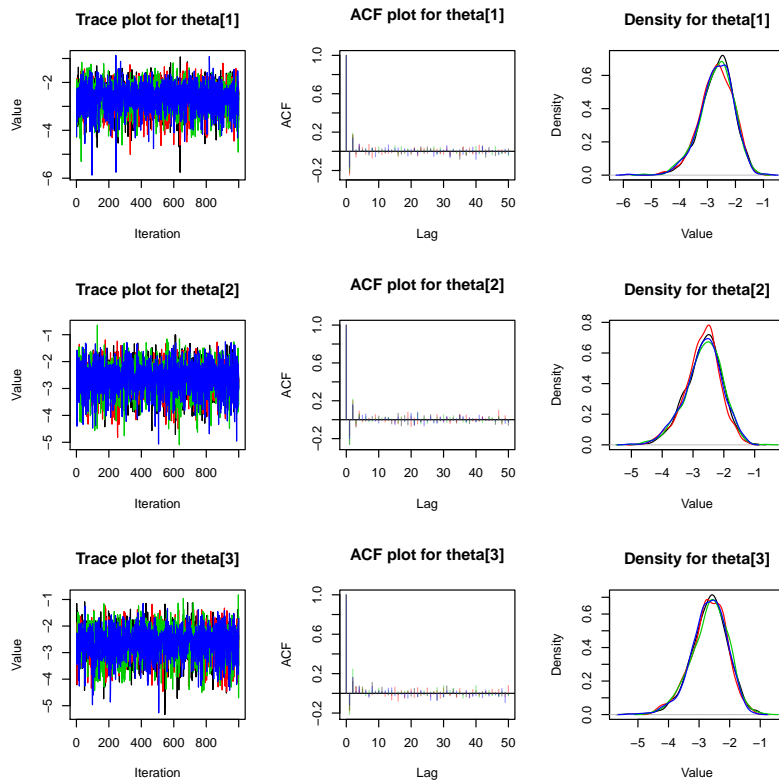 Trace plot for theta[1]
Value
−2
−4
−6
0 200 400 600 800
Iteration
ACF plot for theta[1]
ACF
1.0
0.6
0.2
−0.2
0 10 20 30 40 50
Lag
Density for theta[1]
Density
0.6
0.4
0.2
0.0
−6 −5 −4 −3 −2 −1
Value
Trace plot for theta[2]
Value
−1
−2
−3
−4
−5
0 200 400 600 800
Iteration
ACF plot for theta[2]
ACF
1.0
0.6
0.2
−0.2
0 10 20 30 40 50
Lag
Density for theta[2]
Density
0.8
0.6
0.4
0.2
0.0
−5 −4 −3 −2 −1 0
Value
Trace plot for theta[3]
Value
−1
−2
−3
−4
−5
0 200 400 600 800
Iteration
ACF plot for theta[3]
ACF
1.0
0.6
0.2
−0.2
0 10 20 30 40 50
Lag
Density for theta[3]
Density
0.6
0.4
0.2
0.0
−5 −4 −3 −2 −1
Value